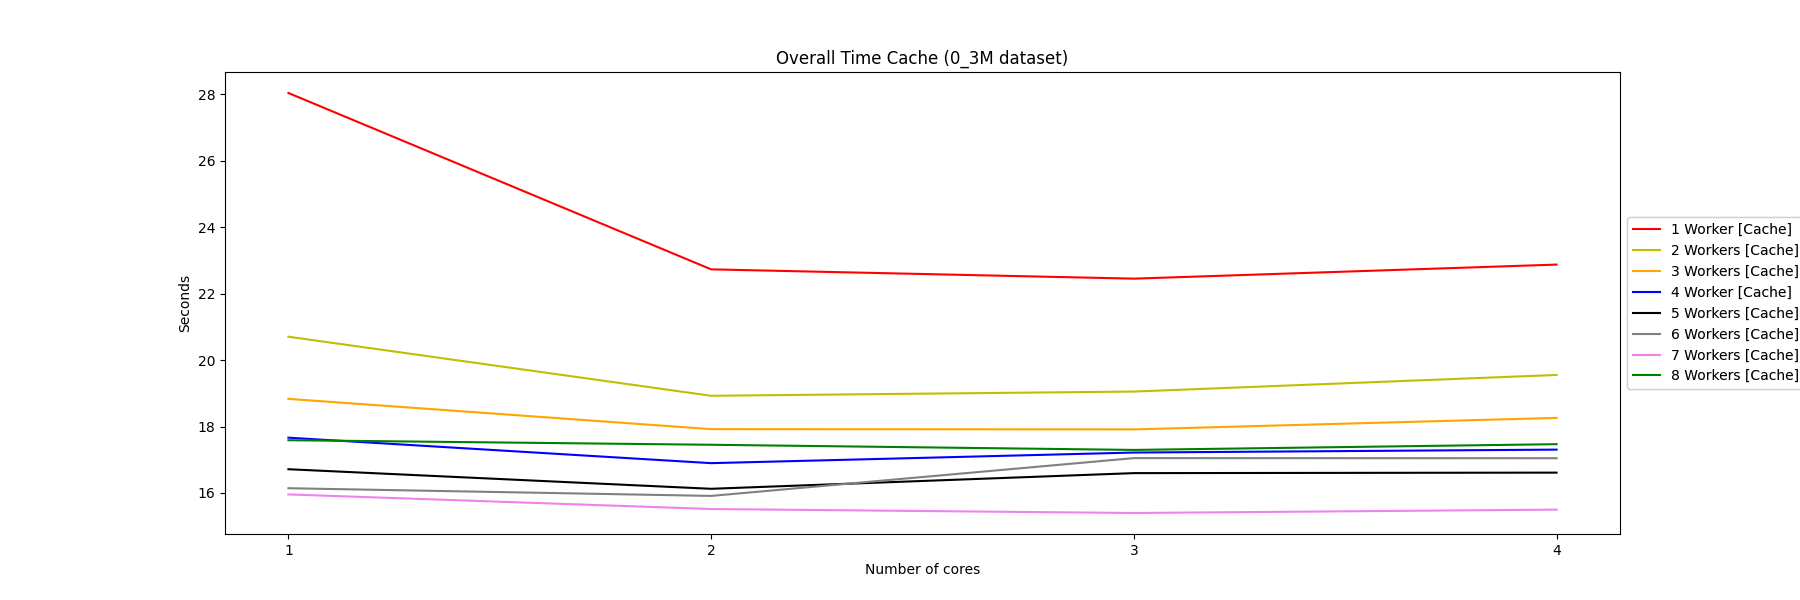 Overall Time Cache (0_3M dataset)
28
26
24
22
20
18
16
Seconds
1
2
3
4
Number of cores
1 Worker [Cache]
2 Workers [Cache]
3 Workers [Cache]
4 Worker [Cache]
5 Workers [Cache]
6 Workers [Cache]
7 Workers [Cache]
8 Workers [Cache]